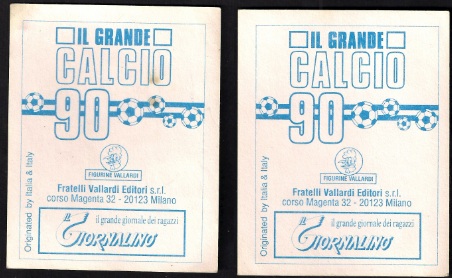 IL GRANDE
CALCIO
90
FIGURINE VALLARDI
Fratelli Vallardi Editori s.r.l.
corso Magenta 32 - 20123 Milano
Originated by Italia & Italy
il grande giornale dei ragazzi
IL GIORNALINO
IL GRANDE
CALCIO
90
FIGURINE VALLARDI
Fratelli Vallardi Editori s.r.l.
corso Magenta 32 - 20123 Milano
Originated by Italia & Italy
il grande giornale dei ragazzi
IL GIORNALINO